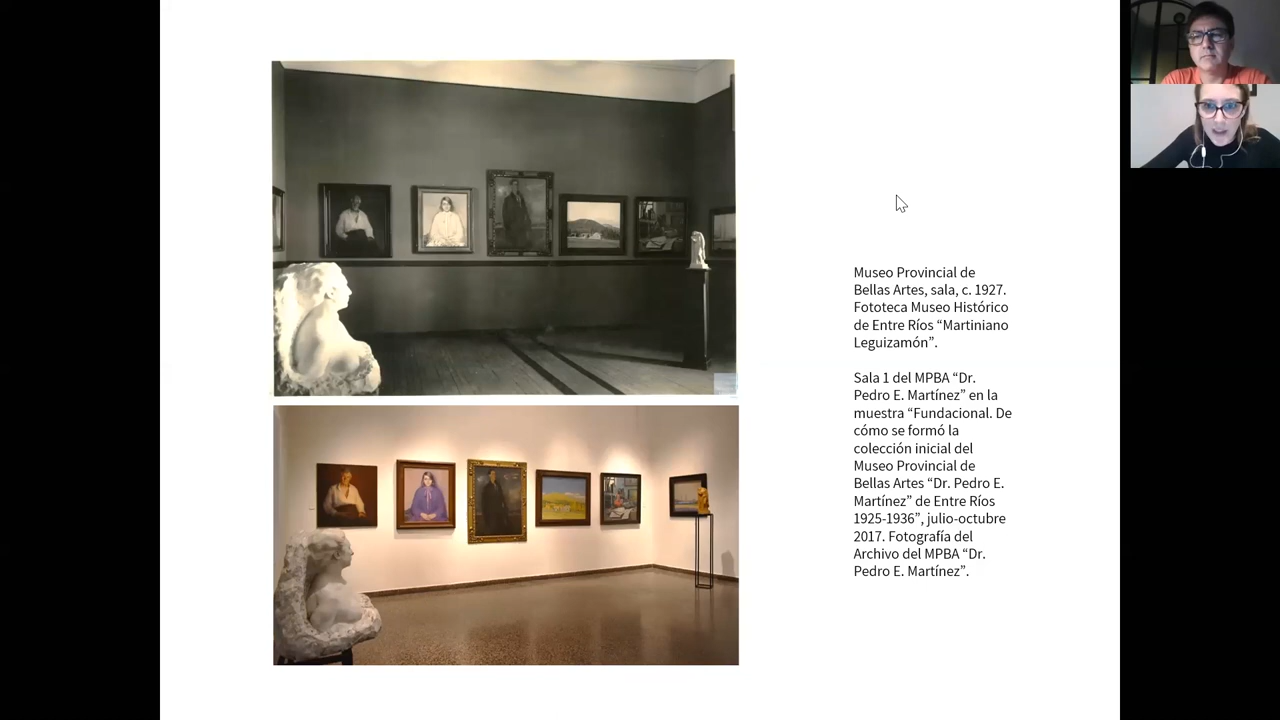 Museo Provincial de
Bellas Artes, sala, c. 1927.
Fototeca Museo Histórico
de Entre Ríos “Martiniano
Leguizamón”.
Sala 1 del MPBA “Dr.
Pedro E. Martínez” en la
muestra “Fundacional. De
cómo se formó la
colección inicial del
Museo Provincial de
Bellas Artes “Dr. Pedro E.
Martínez” de Entre Ríos
1925-1936”, julio-octubre
2017. Fotografía del
Archivo del MPBA “Dr.
Pedro E. Martínez”.